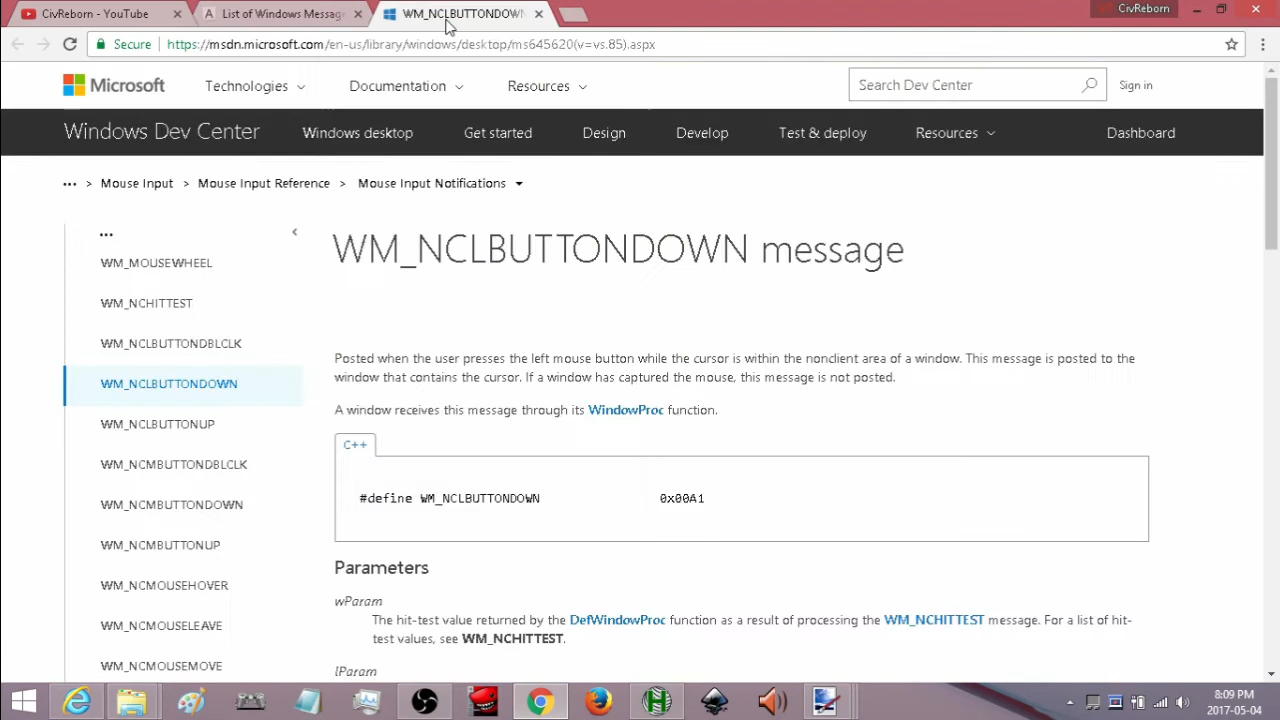 CivReborn - YouTube
List of Windows Messag
WM_NCLBUTTONDOWN
CivReborn
Secure https://msdn.microsoft.com/en-us/library/windows/desktop/ms645620(v=vs.85).aspx
Microsoft
Technologies
Documentation
Resources
Search Dev Center
Sign in
Windows Dev Center
Windows desktop
Get started
Design
Develop
Test & deploy
Resources
Dashboard
... > Mouse Input > Mouse Input Reference > Mouse Input Notifications
...
WM_MOUSEWHEEL
WM_NCHITTEST
WM_NCLBUTTONDBLCLK
WM_NCLBUTTONDOWN
WM_NCLBUTTONUP
WM_NCMBUTTONDBLCLK
WM_NCMBUTTONDOWN
WM_NCMBUTTONUP
WM_NCMOUSEHOVER
WM_NCMOUSELEAVE
WM_NCMOUSEMOVE
WM_NCLBUTTONDOWN message
Posted when the user presses the left mouse button while the cursor is within the nonclient area of a window. This message is posted to the
window that contains the cursor. If a window has captured the mouse, this message is not posted.
A window receives this message through its WindowProc function.
C++
#define WM_NCLBUTTONDOWN 0x00A1
Parameters
wParam
The hit-test value returned by the DefWindowProc function as a result of processing the WM_NCHITTEST message. For a list of hit-
test values, see WM_NCHITTEST.
lParam
8:09 PM
2017-05-04